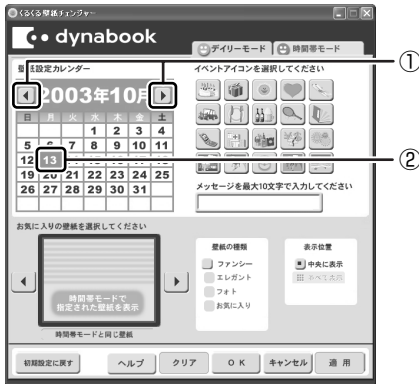 くるくる壁紙チェンジャー
dynabook
デイリーモード
時間帯モード
壁紙設定カレンダー
イベントアイコンを選択してください
①
2003年10月
日 月 火 水 木 金 土
1 2 3 4
5 6 7 8 9 10 11
②
12 13 14 15 16 17 18
19 20 21 22 23 24 25
26 27 28 29 30 31
メッセージを最大10文字で入力してください
お気に入りの壁紙を選択してください
壁紙の種類
表示位置
ファンシー
中央に表示
エレガント
すべて表示
フォト
お気に入り
時間帯モードで
指定された壁紙を表示
時間帯モードと同じ壁紙
初期設定に戻す
ヘルプ
クリア
OK
キャンセル
適用